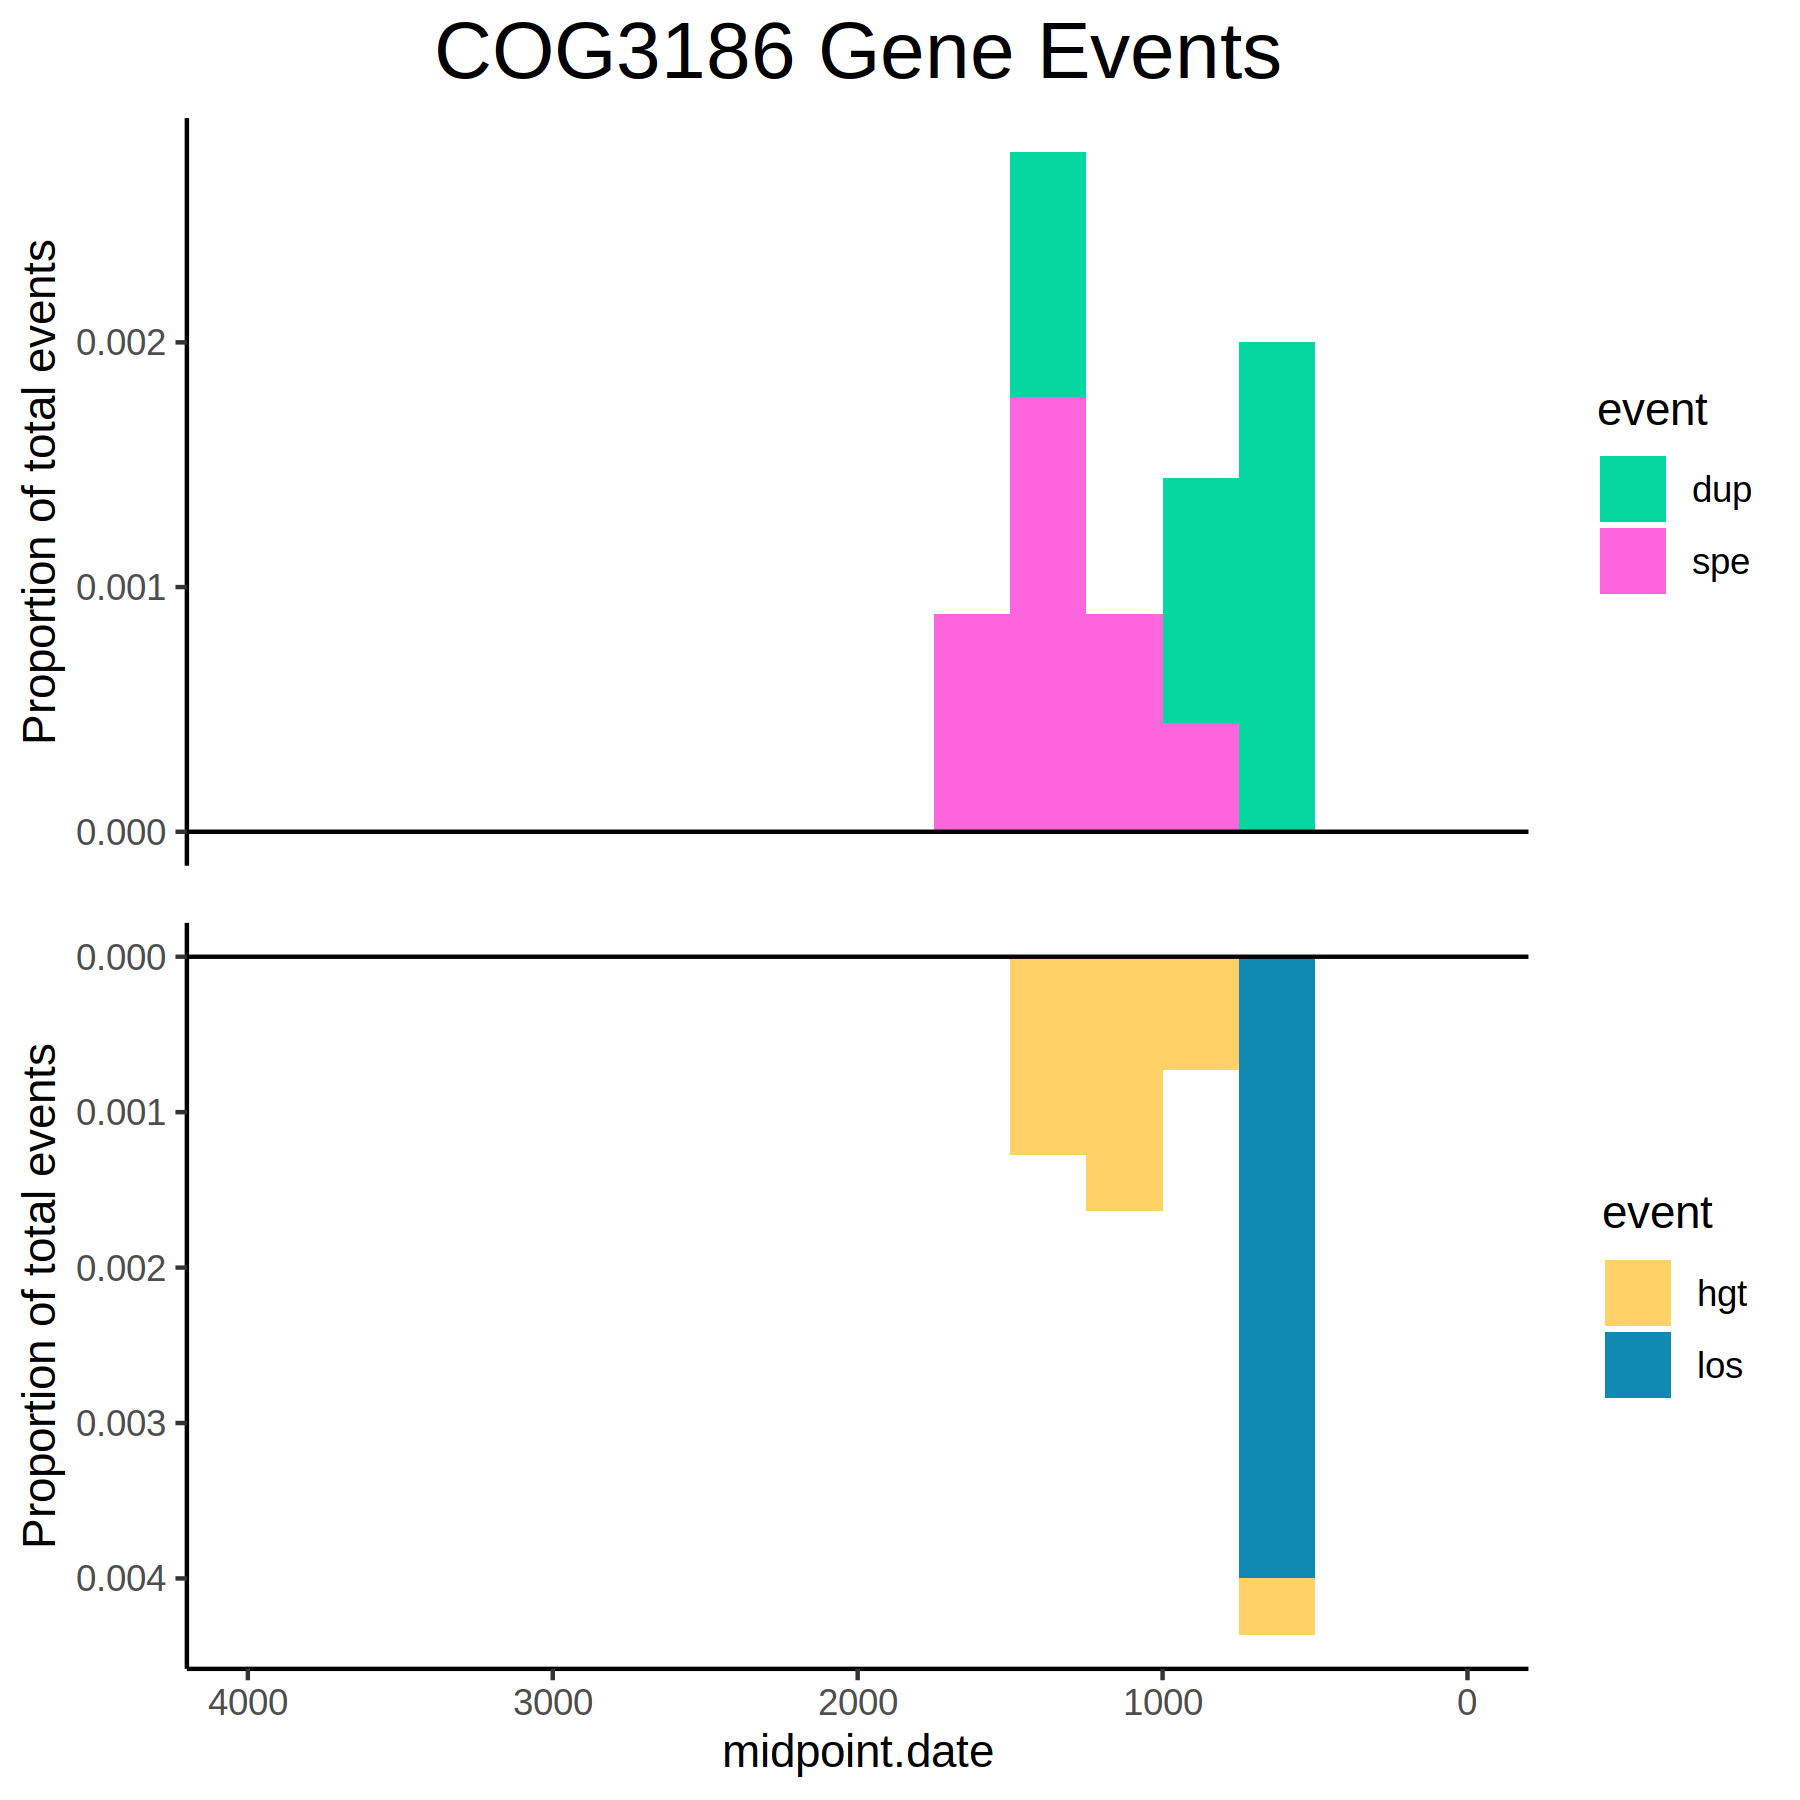 COG3186 Gene Events
Proportion of total events
0.002
0.001
0.000
event
dup
spe
Proportion of total events
0.000
0.001
0.002
0.003
0.004
event
hgt
los
4000 3000 2000 1000 0
midpoint.date